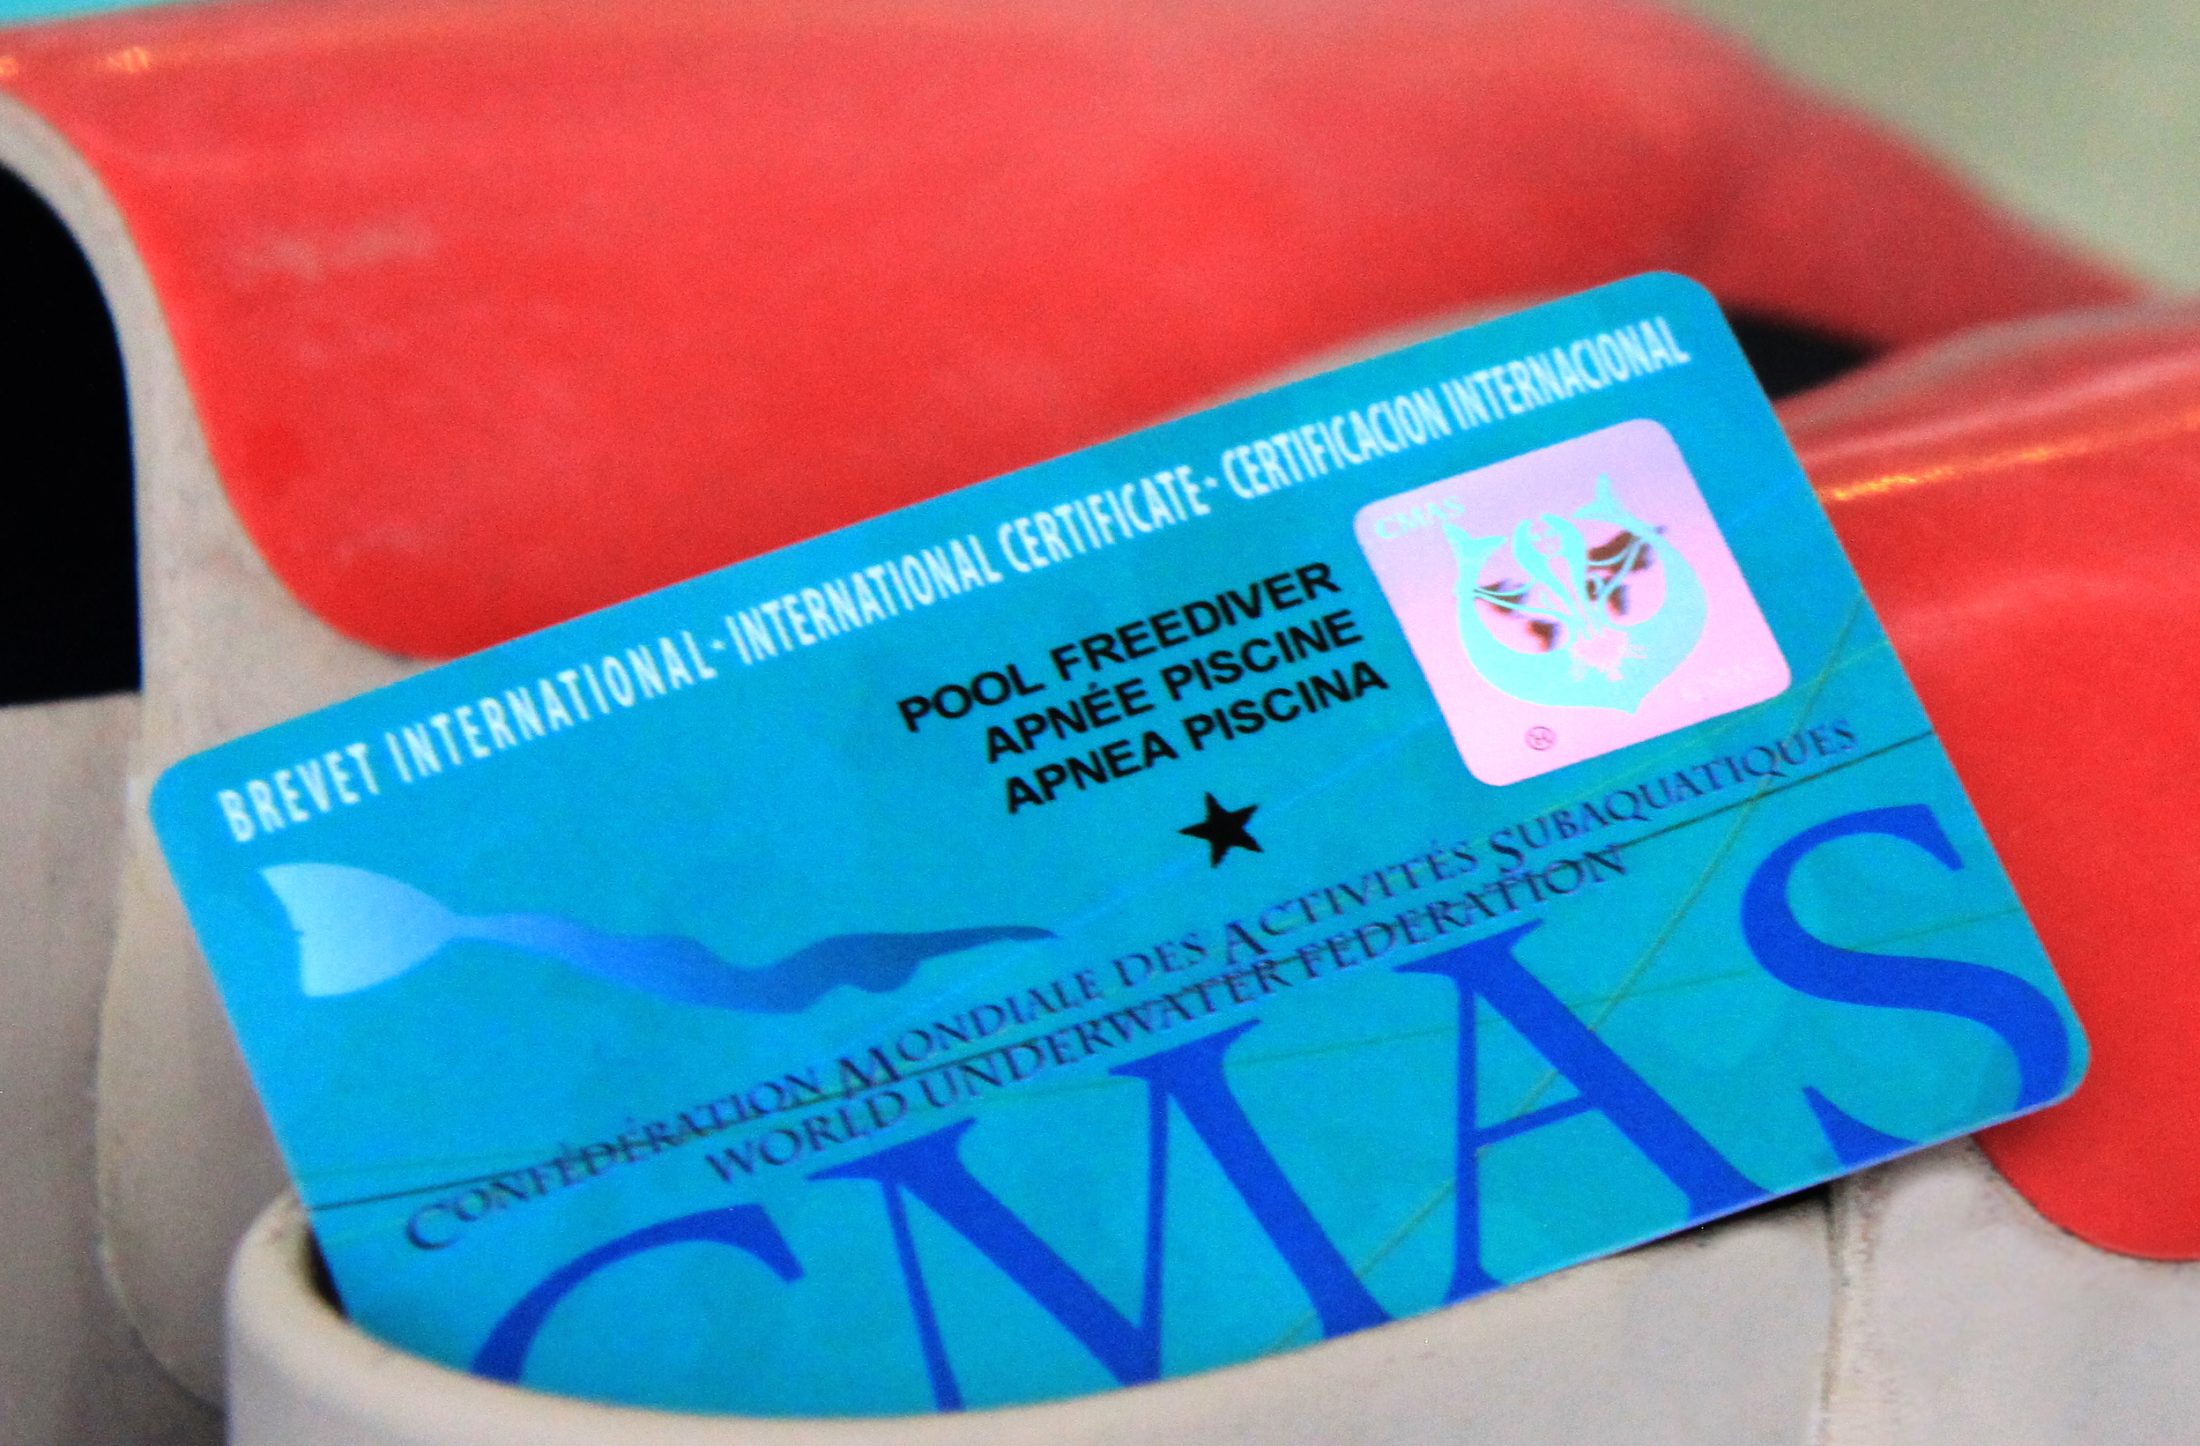 BREVET INTERNATIONAL · INTERNATIONAL CERTIFICATE · CERTIFICACION INTERNACIONAL
POOL FREEDIVER
APNÉE PISCINE
APNEA PISCINA
CMAS
CONFÉDÉRATION MONDIALE DES ACTIVITÉS SUBAQUATIQUES
WORLD UNDERWATER FEDERATION
CMAS